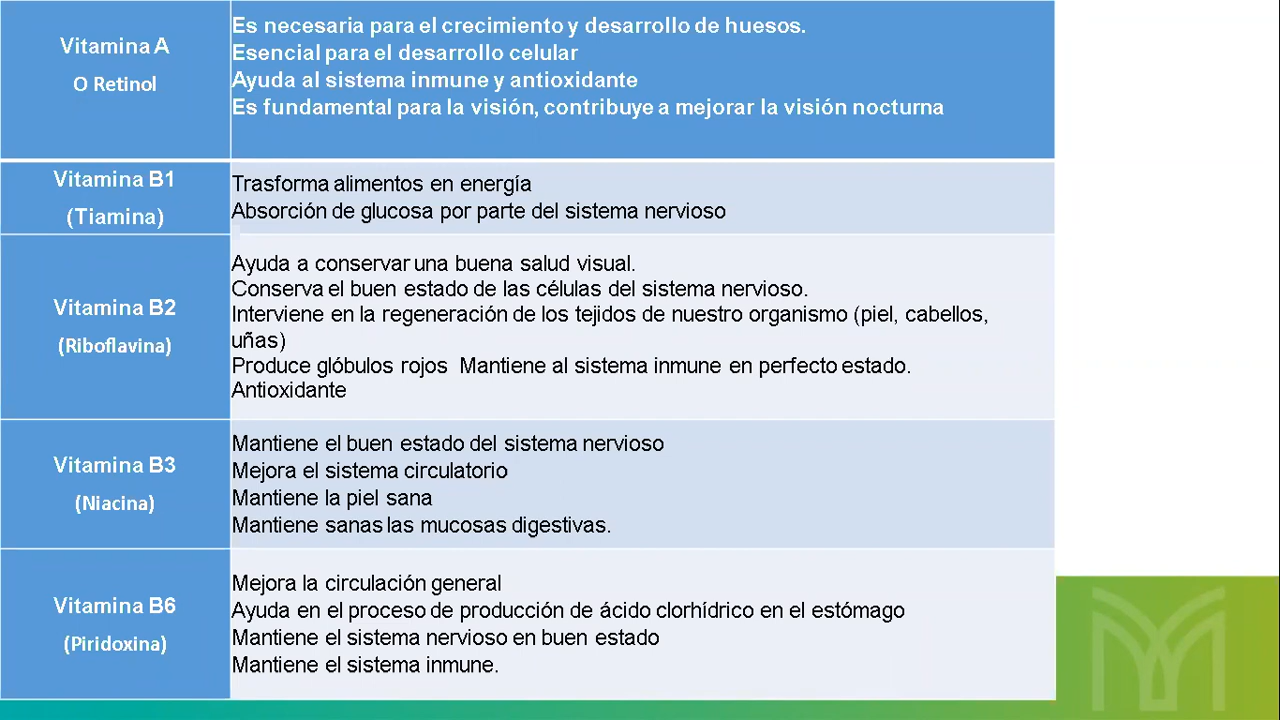 Vitamina A
O Retinol
Es necesaria para el crecimiento y desarrollo de huesos.
Esencial para el desarrollo celular
Ayuda al sistema inmune y antioxidante
Es fundamental para la visión, contribuye a mejorar la visión nocturna
Vitamina B1
(Tiamina)
Trasforma alimentos en energía
Absorción de glucosa por parte del sistema nervioso
Vitamina B2
(Riboflavina)
Ayuda a conservar una buena salud visual.
Conserva el buen estado de las células del sistema nervioso.
Interviene en la regeneración de los tejidos de nuestro organismo (piel, cabellos,
uñas)
Produce glóbulos rojos  Mantiene al sistema inmune en perfecto estado.
Antioxidante
Vitamina B3
(Niacina)
Mantiene el buen estado del sistema nervioso
Mejora el sistema circulatorio
Mantiene la piel sana
Mantiene sanas las mucosas digestivas.
Vitamina B6
(Piridoxina)
Mejora la circulación general
Ayuda en el proceso de producción de ácido clorhídrico en el estómago
Mantiene el sistema nervioso en buen estado
Mantiene el sistema inmune.